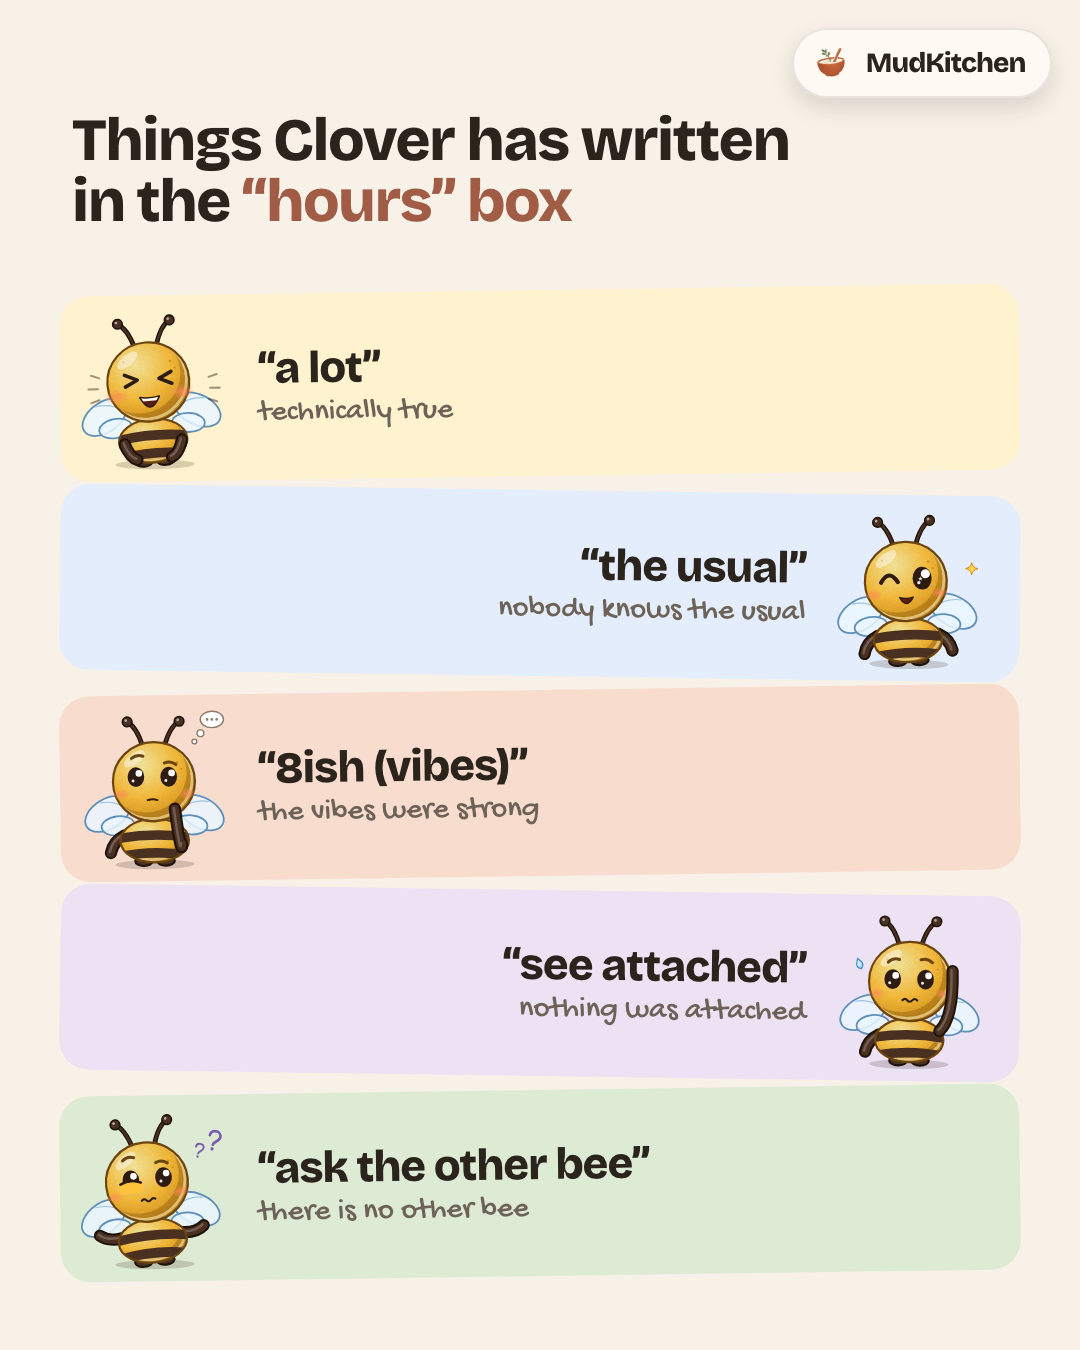 MudKitchen
Things Clover has written
in the “hours” box
“a lot”
technically true
“the usual”
nobody knows the usual
“8ish (vibes)”
the vibes were strong
“see attached”
nothing was attached
??
“ask the other bee”
there is no other bee